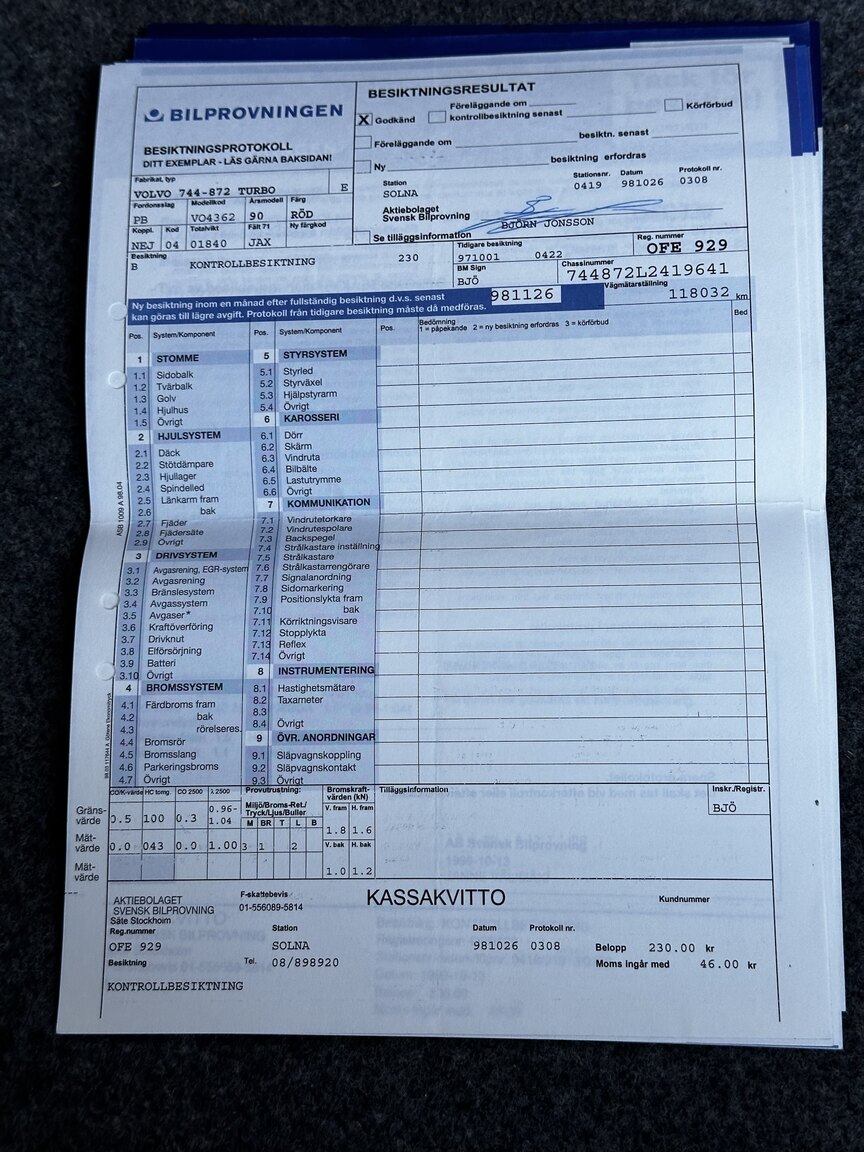 BILPROVNINGEN
BESIKTNINGSPROTOKOLL
DITT EXEMPLAR - LÄS GÄRNA BAKSIDAN!
BESIKTNINGSRESULTAT
X Godkänd
Föreläggande om
kontrollbesiktning senast
Körförbud
Föreläggande om besiktn. senast
Ny besiktning erfordras
Station Stationsnr. Datum Protokoll nr.
SOLNA 0419 981026 0308
Aktiebolaget
Svensk Bilprovning
BJÖRN JONSSON
Se tilläggsinformation
Fabrikat, typ
VOLVO 744-872 TURBO E
Fordonsslag Modellkod Årsmodell Färg
PB VO4362 90 RÖD
Koppl. Kod Totalvikt Fält 71 Ny färgkod
NEJ 04 01840 JAX
Besiktning
B KONTROLLBESIKTNING 230
Tidigare besiktning
971001 0422
Reg. nummer
OFE 929
BM Sign
BJÖ
Chassinummer
744872L2419641
Ny besiktning inom en månad efter fullständig besiktning d.v.s. senast 981126
kan göras till lägre avgift. Protokoll från tidigare besiktning måste då medföras.
Vägmätarställning
118032 km
Pos. System/Komponent
Pos. System/Komponent
Pos. Bedömning
1 = påpekande 2 = ny besiktning erfordras 3 = körförbud
Bed
1 STOMME
1.1 Sidobalk
1.2 Tvärbalk
1.3 Golv
1.4 Hjulhus
1.5 Övrigt
2 HJULSYSTEM
2.1 Däck
2.2 Stötdämpare
2.3 Hjullager
2.4 Spindelled
2.5 Länkarm fram
2.6 bak
2.7 Fjäder
2.8 Fjädersäte
2.9 Övrigt
3 DRIVSYSTEM
3.1 Avgasrening, EGR-system
3.2 Avgasrening
3.3 Bränslesystem
3.4 Avgassystem
3.5 Avgaser*
3.6 Kraftöverföring
3.7 Drivknut
3.8 Elförsörjning
3.9 Batteri
3.10 Övrigt
4 BROMSSYSTEM
4.1 Färdbroms fram
4.2 bak
4.3 rörelseres.
4.4 Bromsrör
4.5 Bromsslang
4.6 Parkeringsbroms
4.7 Övrigt
5 STYRSYSTEM
5.1 Styrled
5.2 Styrväxel
5.3 Hjälpstyrarm
5.4 Övrigt
6 KAROSSERI
6.1 Dörr
6.2 Skärm
6.3 Vindruta
6.4 Bilbälte
6.5 Lastutrymme
6.6 Övrigt
7 KOMMUNIKATION
7.1 Vindrutetorkare
7.2 Vindrutespolare
7.3 Backspegel
7.4 Strålkastare inställning
7.5 Strålkastare
7.6 Strålkastarrengörare
7.7 Signalanordning
7.8 Sidomarkering
7.9 Positionslykta fram
7.10 bak
7.11 Körriktningsvisare
7.12 Stopplykta
7.13 Reflex
7.14 Övrigt
8 INSTRUMENTERING
8.1 Hastighetsmätare
8.2 Taxameter
8.3
8.4 Övrigt
9 ÖVR. ANORDNINGAR
9.1 Släpvagnskoppling
9.2 Släpvagnskontakt
9.3 Övrigt
ASB 1009 A 98.04
CO/K-värde HC tomg. CO 2500 λ 2500
Gräns-
värde 0.5 100 0.3 0.96-
1.04
Mät-
värde 0.0 043 0.0 1.00
Mät-
värde
Provutrustning:
Miljö/Broms-Ret./
Tryck/Ljus/Buller
M BR T L B
3 1 2
Bromskraft-
värden (kN)
V. fram H. fram
1.8 1.6
V. bak H. bak
1.0 1.2
Tilläggsinformation
Inskr./Registr.
BJÖ
AKTIEBOLAGET
SVENSK BILPROVNING
Säte Stockholm
F-skattebevis
01-556089-5814
KASSAKVITTO
Kundnummer
Reg.nummer
OFE 929
Station
SOLNA
Datum Protokoll nr.
981026 0308
Belopp 230.00 kr
Moms ingår med 46.00 kr
Besiktning
KONTROLLBESIKTNING
Tel. 08/898920